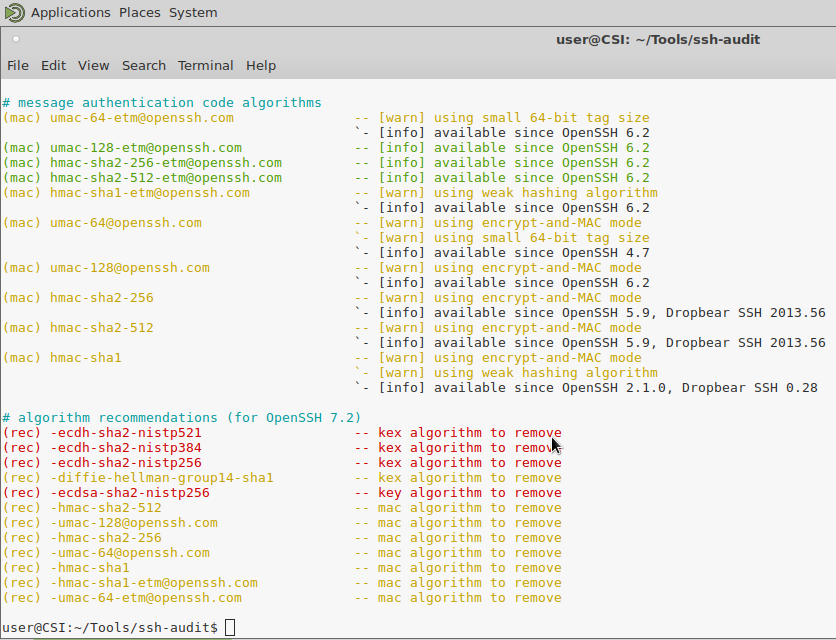 Applications Places System
user@CSI: ~/Tools/ssh-audit
File Edit View Search Terminal Help
# message authentication code algorithms
(mac) umac-64-etm@openssh.com -- [warn] using small 64-bit tag size
`- [info] available since OpenSSH 6.2
(mac) umac-128-etm@openssh.com -- [info] available since OpenSSH 6.2
(mac) hmac-sha2-256-etm@openssh.com -- [info] available since OpenSSH 6.2
(mac) hmac-sha2-512-etm@openssh.com -- [info] available since OpenSSH 6.2
(mac) hmac-sha1-etm@openssh.com -- [warn] using weak hashing algorithm
`- [info] available since OpenSSH 6.2
(mac) umac-64@openssh.com -- [warn] using encrypt-and-MAC mode
`- [warn] using small 64-bit tag size
`- [info] available since OpenSSH 4.7
(mac) umac-128@openssh.com -- [warn] using encrypt-and-MAC mode
`- [info] available since OpenSSH 6.2
(mac) hmac-sha2-256 -- [warn] using encrypt-and-MAC mode
`- [info] available since OpenSSH 5.9, Dropbear SSH 2013.56
(mac) hmac-sha2-512 -- [warn] using encrypt-and-MAC mode
`- [info] available since OpenSSH 5.9, Dropbear SSH 2013.56
(mac) hmac-sha1 -- [warn] using encrypt-and-MAC mode
`- [warn] using weak hashing algorithm
`- [info] available since OpenSSH 2.1.0, Dropbear SSH 0.28
# algorithm recommendations (for OpenSSH 7.2)
(rec) -ecdh-sha2-nistp521 -- kex algorithm to remove
(rec) -ecdh-sha2-nistp384 -- kex algorithm to remove
(rec) -ecdh-sha2-nistp256 -- kex algorithm to remove
(rec) -diffie-hellman-group14-sha1 -- kex algorithm to remove
(rec) -ecdsa-sha2-nistp256 -- key algorithm to remove
(rec) -hmac-sha2-512 -- mac algorithm to remove
(rec) -umac-128@openssh.com -- mac algorithm to remove
(rec) -hmac-sha2-256 -- mac algorithm to remove
(rec) -umac-64@openssh.com -- mac algorithm to remove
(rec) -hmac-sha1 -- mac algorithm to remove
(rec) -hmac-sha1-etm@openssh.com -- mac algorithm to remove
(rec) -umac-64-etm@openssh.com -- mac algorithm to remove
user@CSI:~/Tools/ssh-audit$